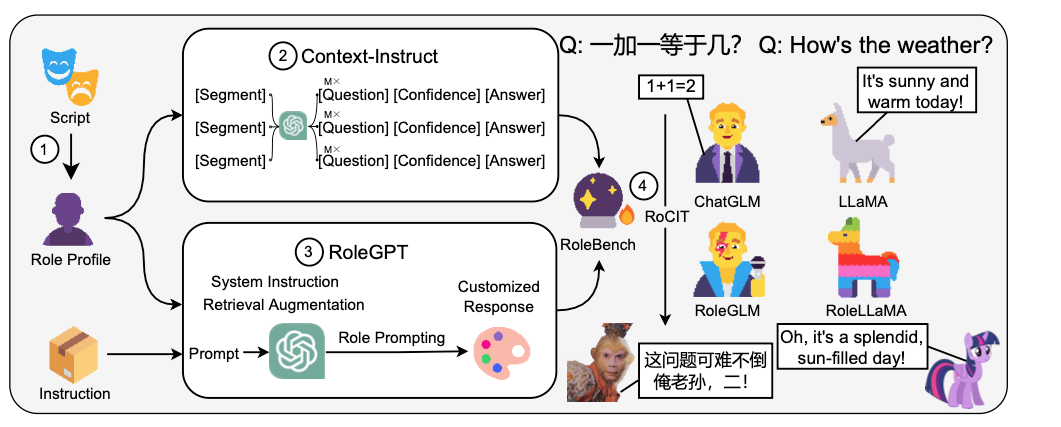 Script
1
Role Profile
Instruction
2 Context-Instruct
M×
[Segment] [Question] [Confidence] [Answer]
M×
[Segment] [Question] [Confidence] [Answer]
M×
[Segment] [Question] [Confidence] [Answer]
3 RoleGPT
System Instruction
Retrieval Augmentation
Customized
Response
Prompt
Role Prompting
RoleBench
4
RoCIT
Q: 一加一等于几? Q: How's the weather?
1+1=2
It's sunny and
warm today!
ChatGLM
LLaMA
RoleGLM
RoleLLaMA
这问题可难不倒
俺老孙，二!
Oh, it's a splendid,
sun-filled day!